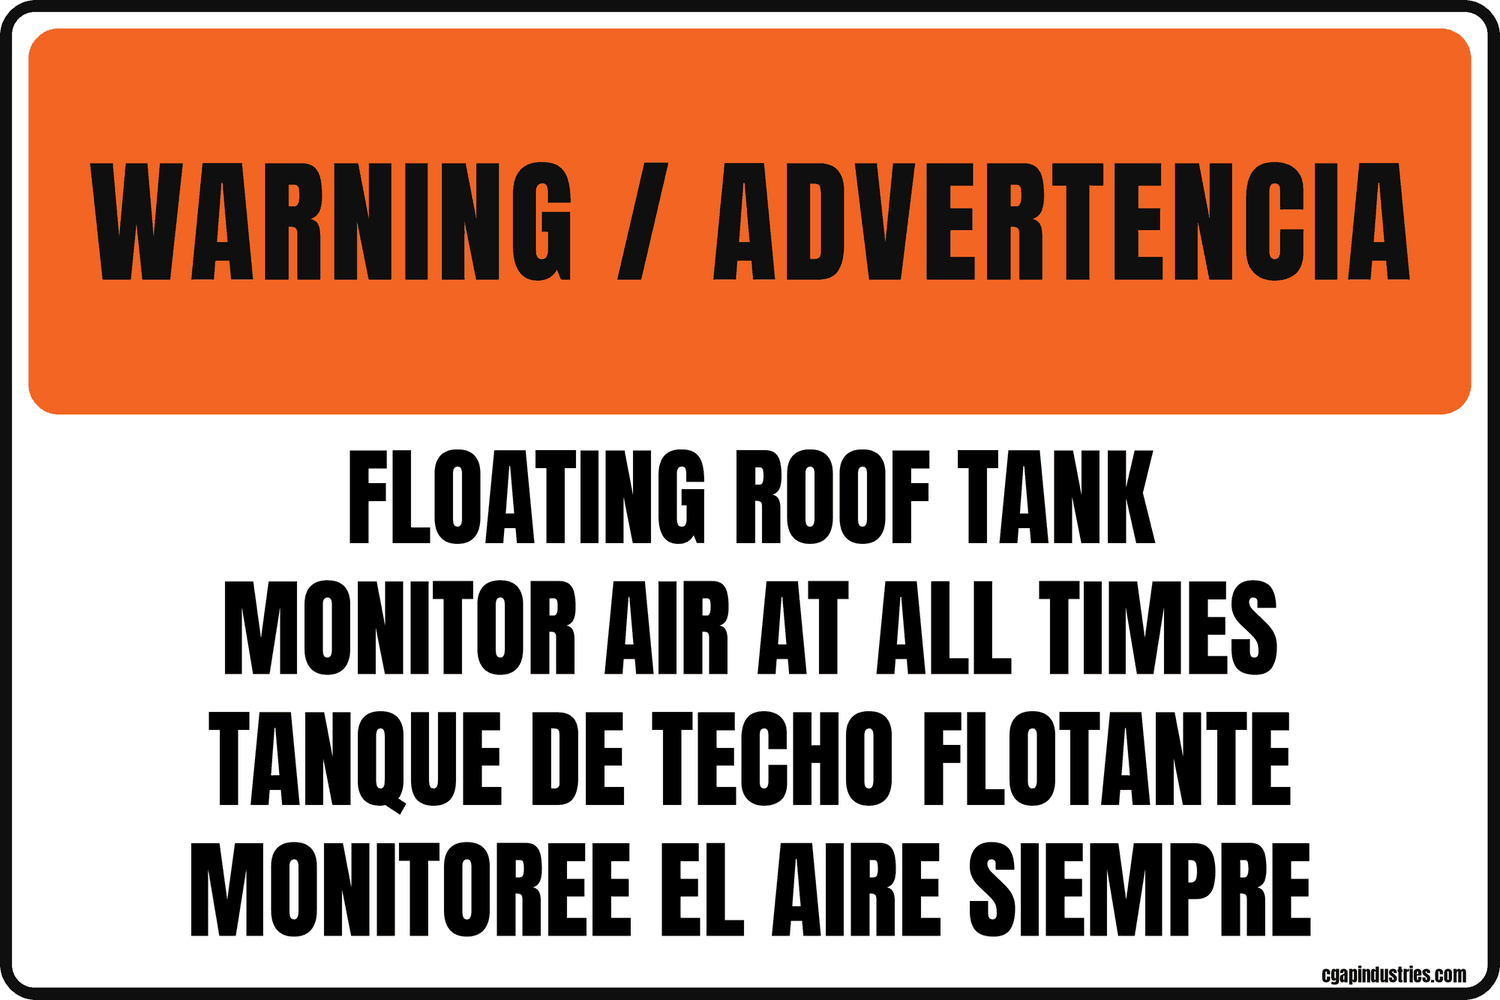 WARNING / ADVERTENCIA
FLOATING ROOF TANK
MONITOR AIR AT ALL TIMES
TANQUE DE TECHO FLOTANTE
MONITOREE EL AIRE SIEMPRE
cgapindustries.com